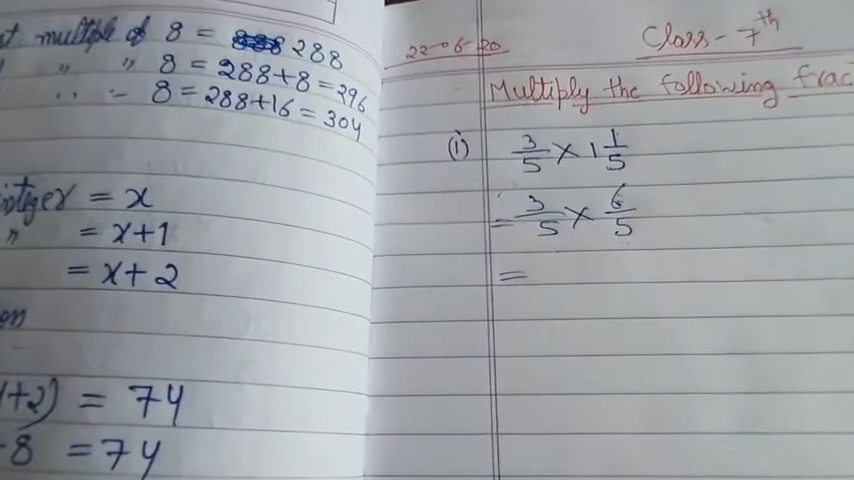 multiple of 8 = 288
" " 8 = 288+8 = 296
" - 8 = 288+16 = 304
integer = x
" = x+1
= x+2
+2) = 74
8 = 74
22-06-20
Class - 7th
Multiply the following frac
(i) 3/5 × 1 1/5
= 3/5 × 6/5
=